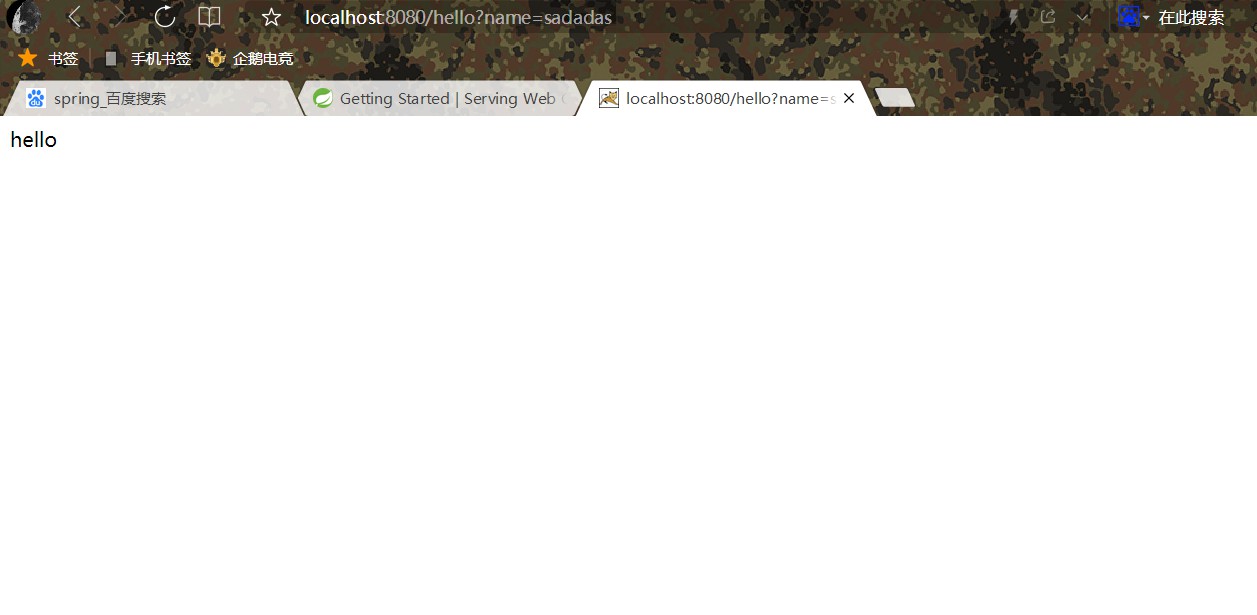 localhost:8080/hello?name=sadadas 在此搜索
书签 手机书签 企鹅电竞
spring_百度搜索 Getting Started | Serving Web localhost:8080/hello?name=s
hello